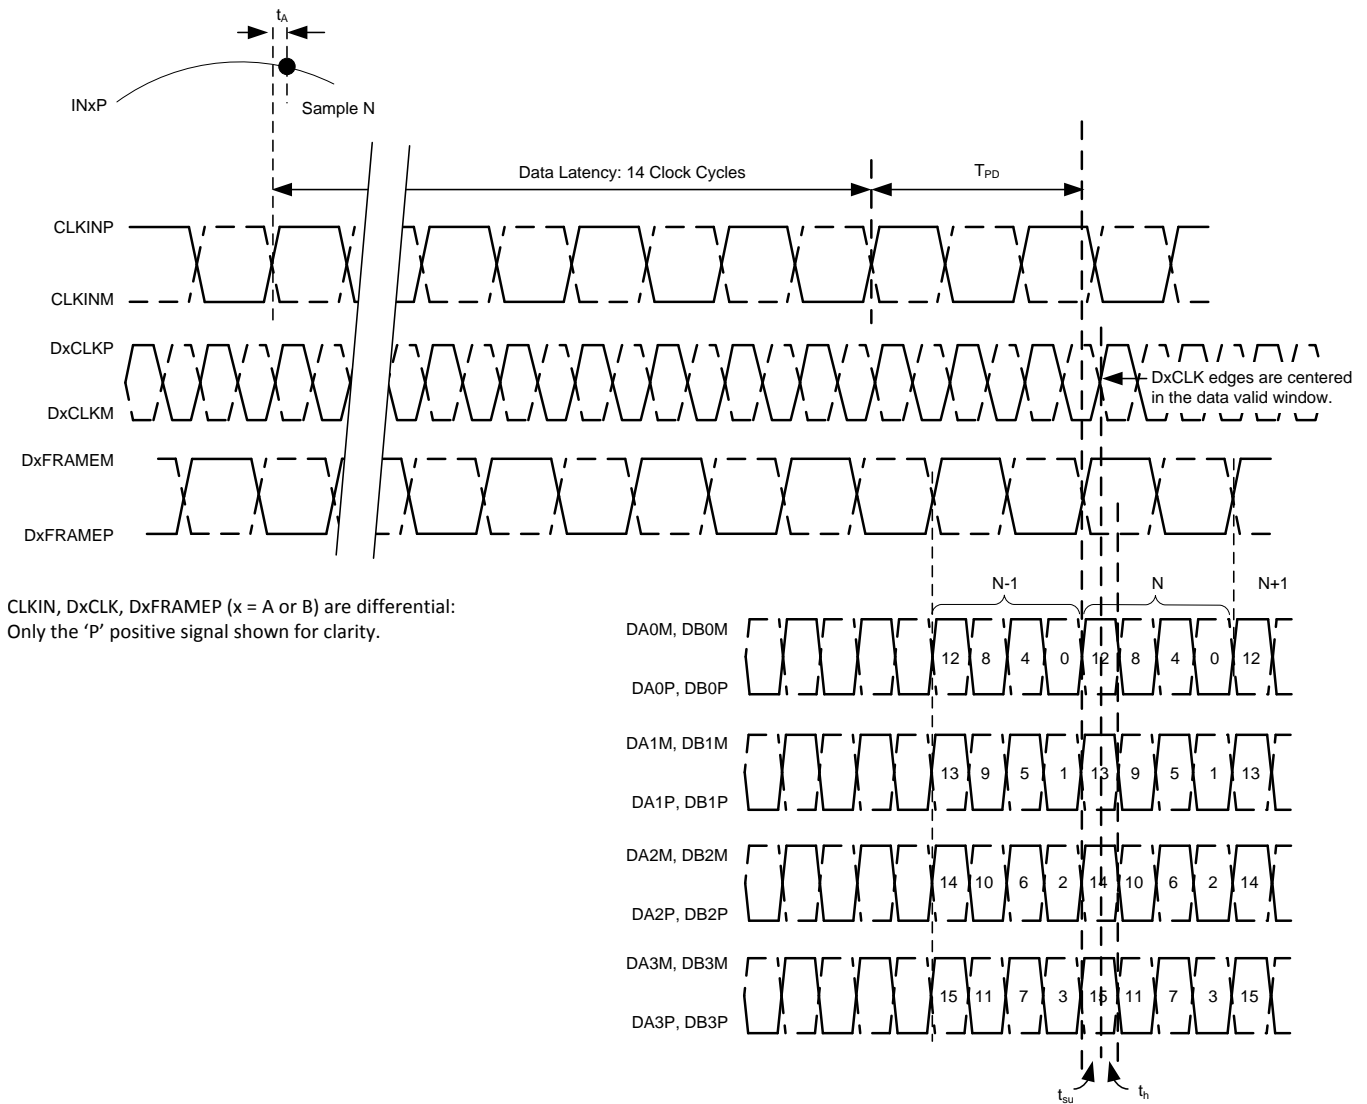 tA
INxP
Sample N
Data Latency: 14 Clock Cycles
TPD
CLKINP
CLKINM
DxCLKP
DxCLKM
DxCLK edges are centered
in the data valid window.
DxFRAMEM
DxFRAMEP
CLKIN, DxCLK, DxFRAMEP (x = A or B) are differential:
Only the ‘P’ positive signal shown for clarity.
N-1 N N+1
DA0M, DB0M
12 8 4 0 12 8 4 0 12
DA0P, DB0P
DA1M, DB1M
13 9 5 1 13 9 5 1 13
DA1P, DB1P
DA2M, DB2M
14 10 6 2 14 10 6 2 14
DA2P, DB2P
DA3M, DB3M
15 11 7 3 15 11 7 3 15
DA3P, DB3P
tsu th